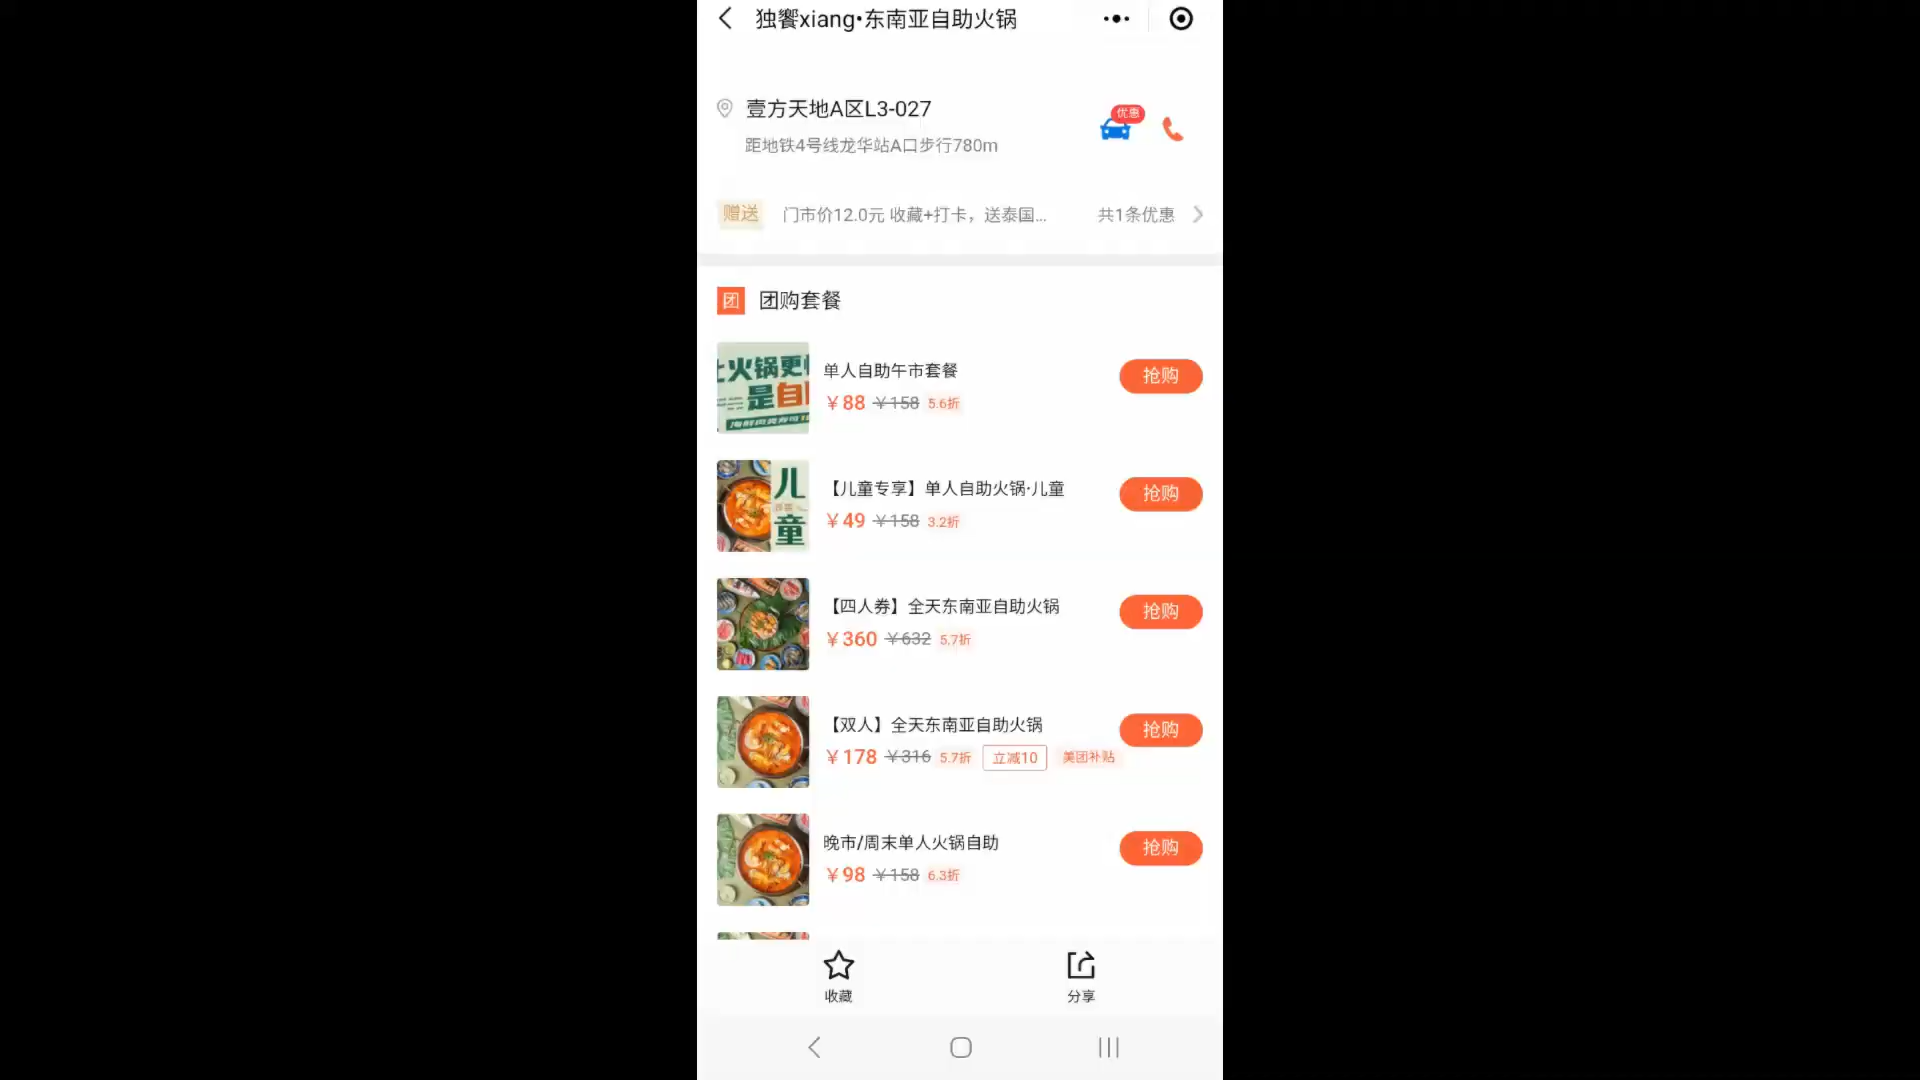 独饗xiang•东南亚自助火锅
壹方天地A区L3-027
优惠
距地铁4号线龙华站A口步行780m
赠送 门市价12.0元 收藏+打卡，送泰国... 共1条优惠
团 团购套餐
火锅更
是自
单人自助午市套餐
抢购
￥88 ￥158 5.6折
儿
童
【儿童专享】单人自助火锅·儿童
抢购
￥49 ￥158 3.2折
【四人券】全天东南亚自助火锅
抢购
￥360 ￥632 5.7折
【双人】全天东南亚自助火锅
抢购
￥178 ￥316 5.7折 立减10 美团补贴
晚市/周末单人火锅自助
抢购
￥98 ￥158 6.3折
收藏
分享